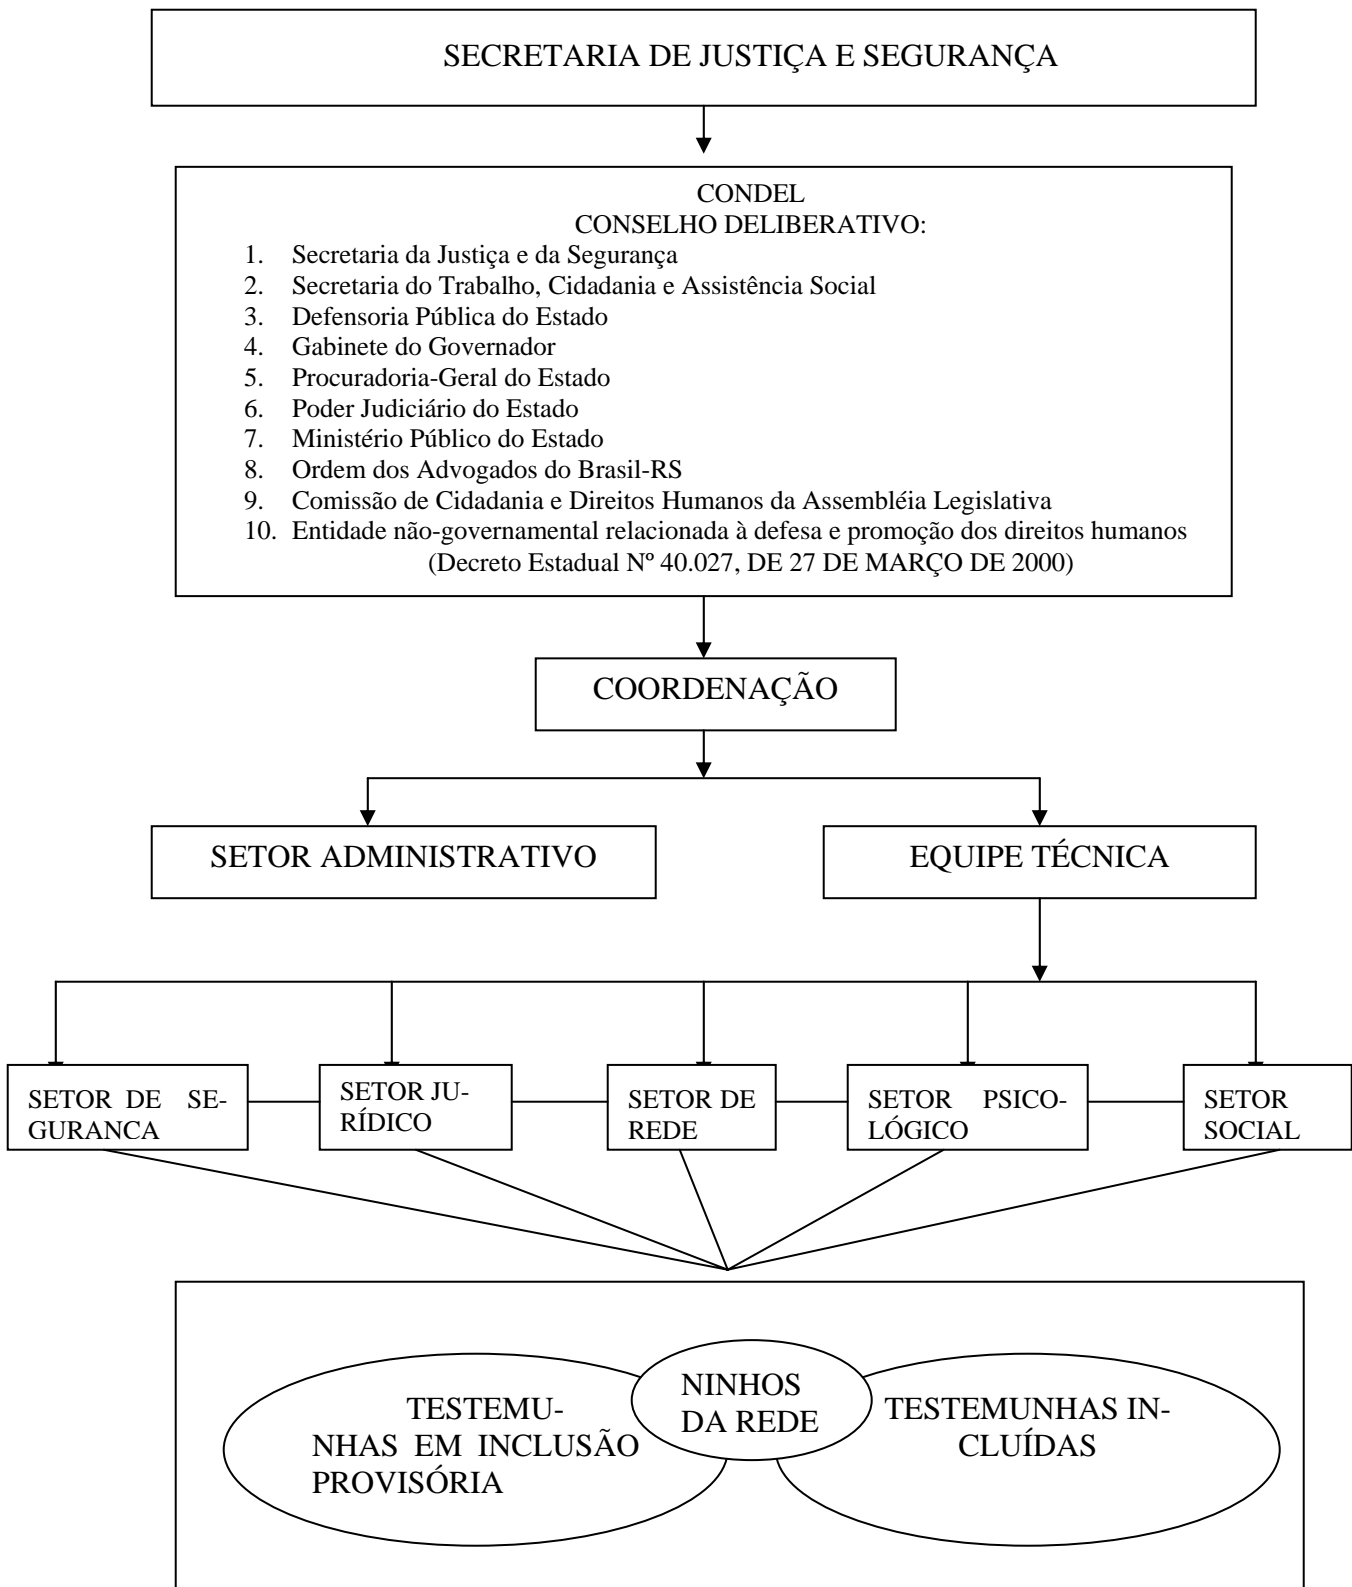 SECRETARIA DE JUSTIÇA E SEGURANÇA
CONDEL
CONSELHO DELIBERATIVO:
1. Secretaria da Justiça e da Segurança
2. Secretaria do Trabalho, Cidadania e Assistência Social
3. Defensoria Pública do Estado
4. Gabinete do Governador
5. Procuradoria-Geral do Estado
6. Poder Judiciário do Estado
7. Ministério Público do Estado
8. Ordem dos Advogados do Brasil-RS
9. Comissão de Cidadania e Direitos Humanos da Assembléia Legislativa
10. Entidade não-governamental relacionada à defesa e promoção dos direitos humanos
(Decreto Estadual Nº 40.027, DE 27 DE MARÇO DE 2000)
COORDENAÇÃO
SETOR ADMINISTRATIVO
EQUIPE TÉCNICA
SETOR DE SE-
GURANCA
SETOR JU-
RÍDICO
SETOR DE
REDE
SETOR PSICO-
LÓGICO
SETOR
SOCIAL
TESTEMU-
NHAS EM INCLUSÃO
PROVISÓRIA
NINHOS
DA REDE
TESTEMUNHAS IN-
CLUÍDAS